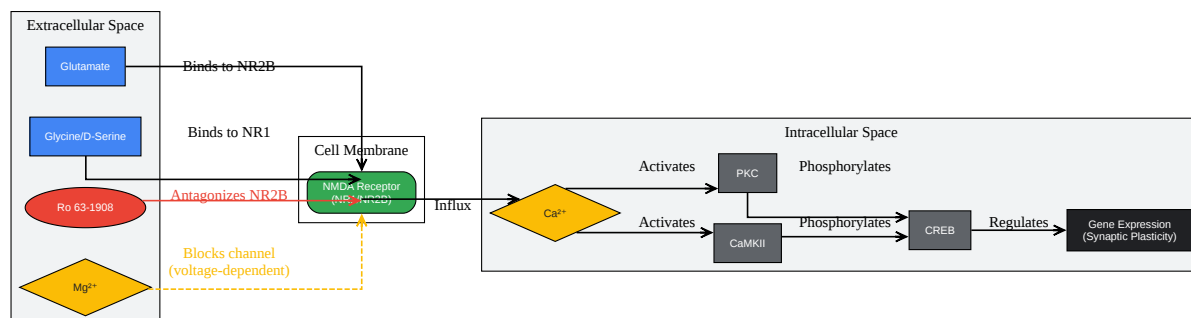 Extracellular Space
Glutamate
Binds to NR2B
Glycine/D-Serine
Binds to NR1
Cell Membrane
NMDA Receptor
(NR1/NR2B)
Ro 63-1908
Antagonizes NR2B
Influx
Mg²⁺
Blocks channel
(voltage-dependent)
Intracellular Space
Ca²⁺
Activates
PKC
Phosphorylates
Activates
CaMKII
Phosphorylates
CREB
Regulates
Gene Expression
(Synaptic Plasticity)